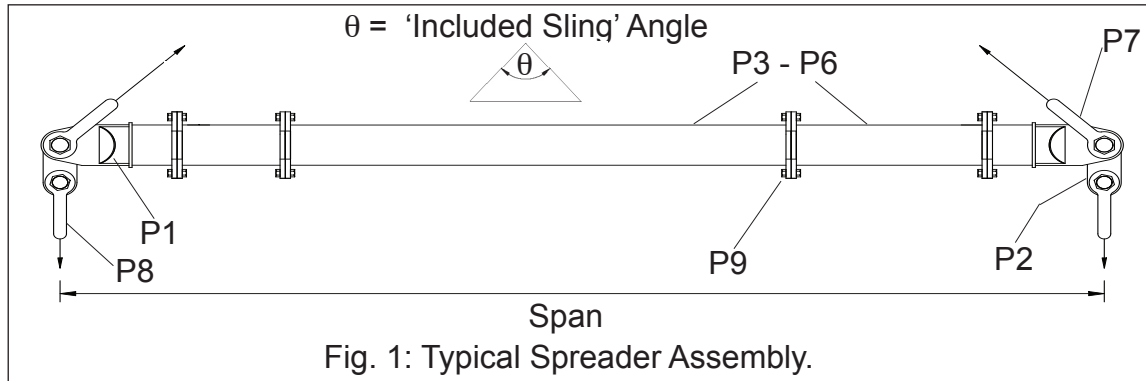 θ = ‘Included Sling’ Angle
θ
P3 - P6
P7
P1
P8
P9
P2
Span
Fig. 1: Typical Spreader Assembly.